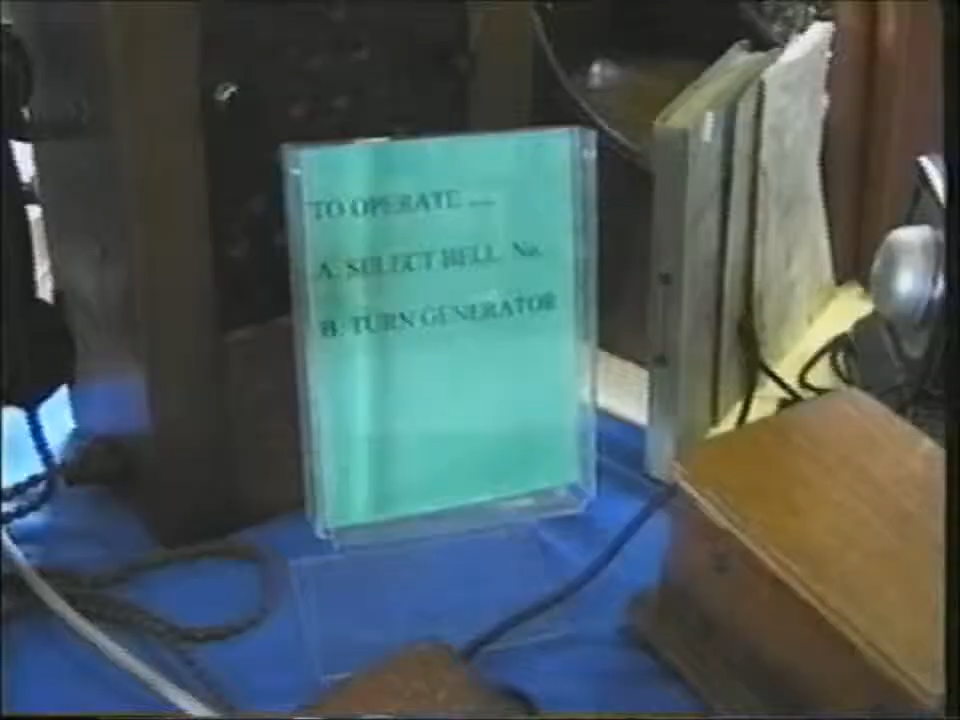 TO OPERATE ....
A. SELECT BELL No.
B. TURN GENERATOR